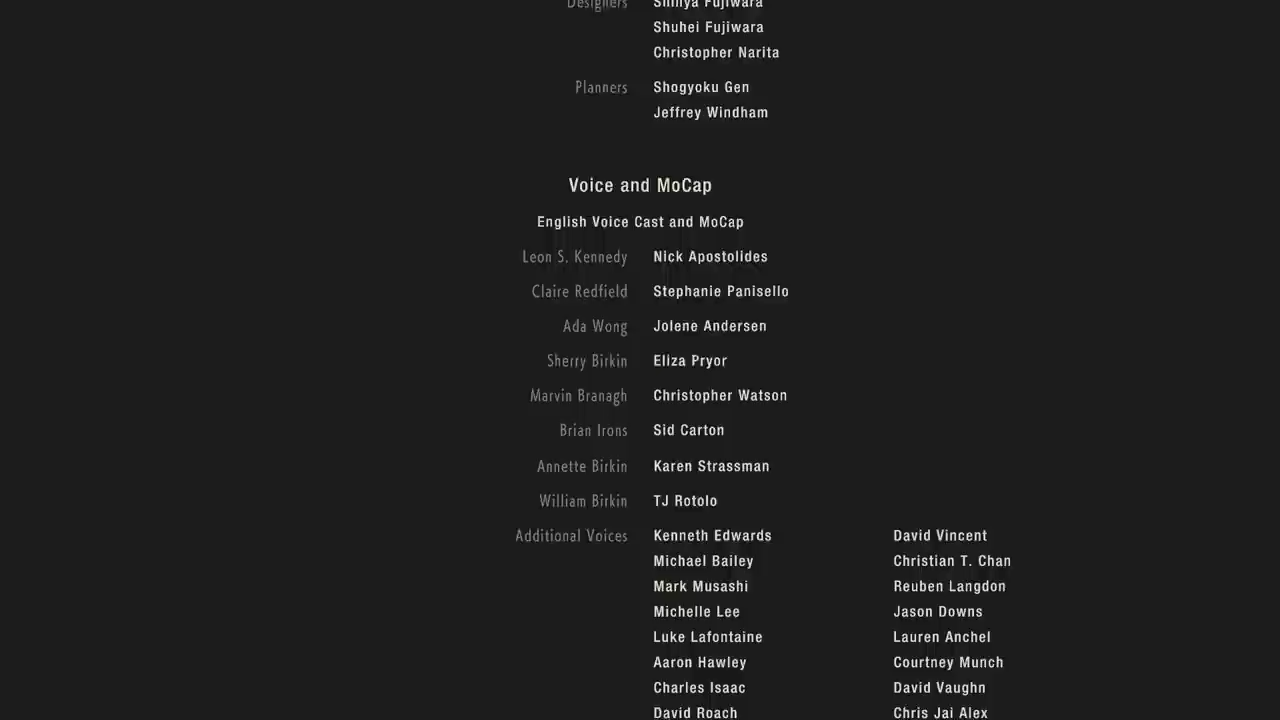 Designers Shinya Fujiwara
Shuhei Fujiwara
Christopher Narita
Planners Shogyoku Gen
Jeffrey Windham
Voice and MoCap
English Voice Cast and MoCap
Leon S. Kennedy Nick Apostolides
Claire Redfield Stephanie Panisello
Ada Wong Jolene Andersen
Sherry Birkin Eliza Pryor
Marvin Branagh Christopher Watson
Brian Irons Sid Carton
Annette Birkin Karen Strassman
William Birkin TJ Rotolo
Additional Voices Kenneth Edwards David Vincent
Michael Bailey Christian T. Chan
Mark Musashi Reuben Langdon
Michelle Lee Jason Downs
Luke Lafontaine Lauren Anchel
Aaron Hawley Courtney Munch
Charles Isaac David Vaughn
David Roach Chris Jai Alex